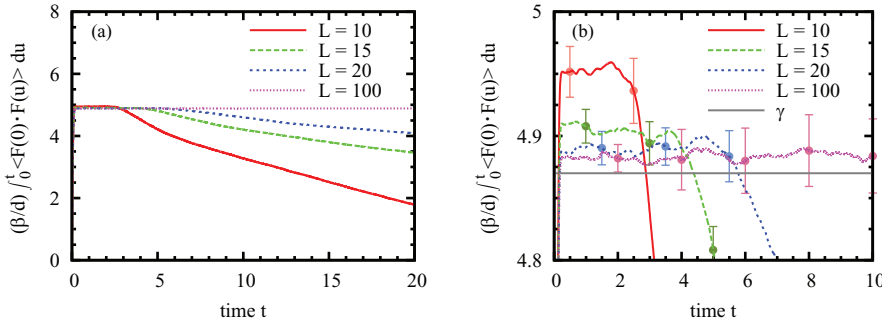 (a)
L = 10
L = 15
L = 20
L = 100
8
6
4
2
0
0 5 10 15 20
time t
(β/d) ∫₀ᵗ <F(0) · F(u)> du
(b)
L = 10
L = 15
L = 20
L = 100
γ
5
4.9
4.8
0 2 4 6 8 10
time t
(β/d) ∫₀ᵗ <F(0) · F(u)> du